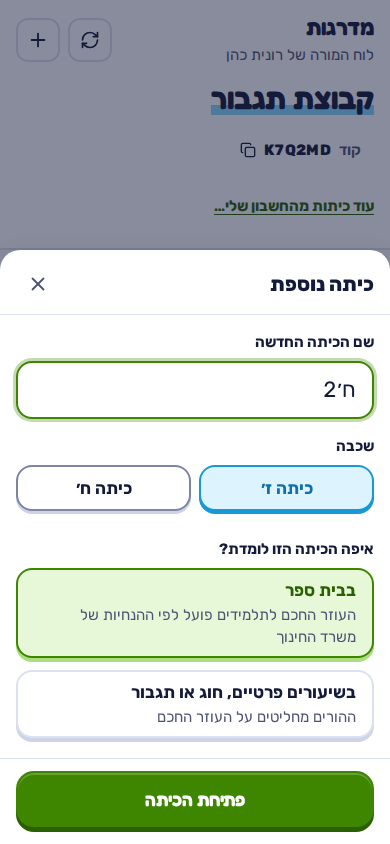 מדרגות
לוח המורה של רונית כהן
קבוצת תגבור
קוד K7Q2MD
עוד כיתות מהחשבון שלי...
כיתה נוספת
שם הכיתה החדשה
ח׳2
שכבה
כיתה ז׳
כיתה ח׳
איפה הכיתה הזו לומדת?
בבית ספר
העוזר החכם לתלמידים פועל לפי ההנחיות של
משרד החינוך
בשיעורים פרטיים, חוג או תגבור
ההורים מחליטים על העוזר החכם
פתיחת הכיתה